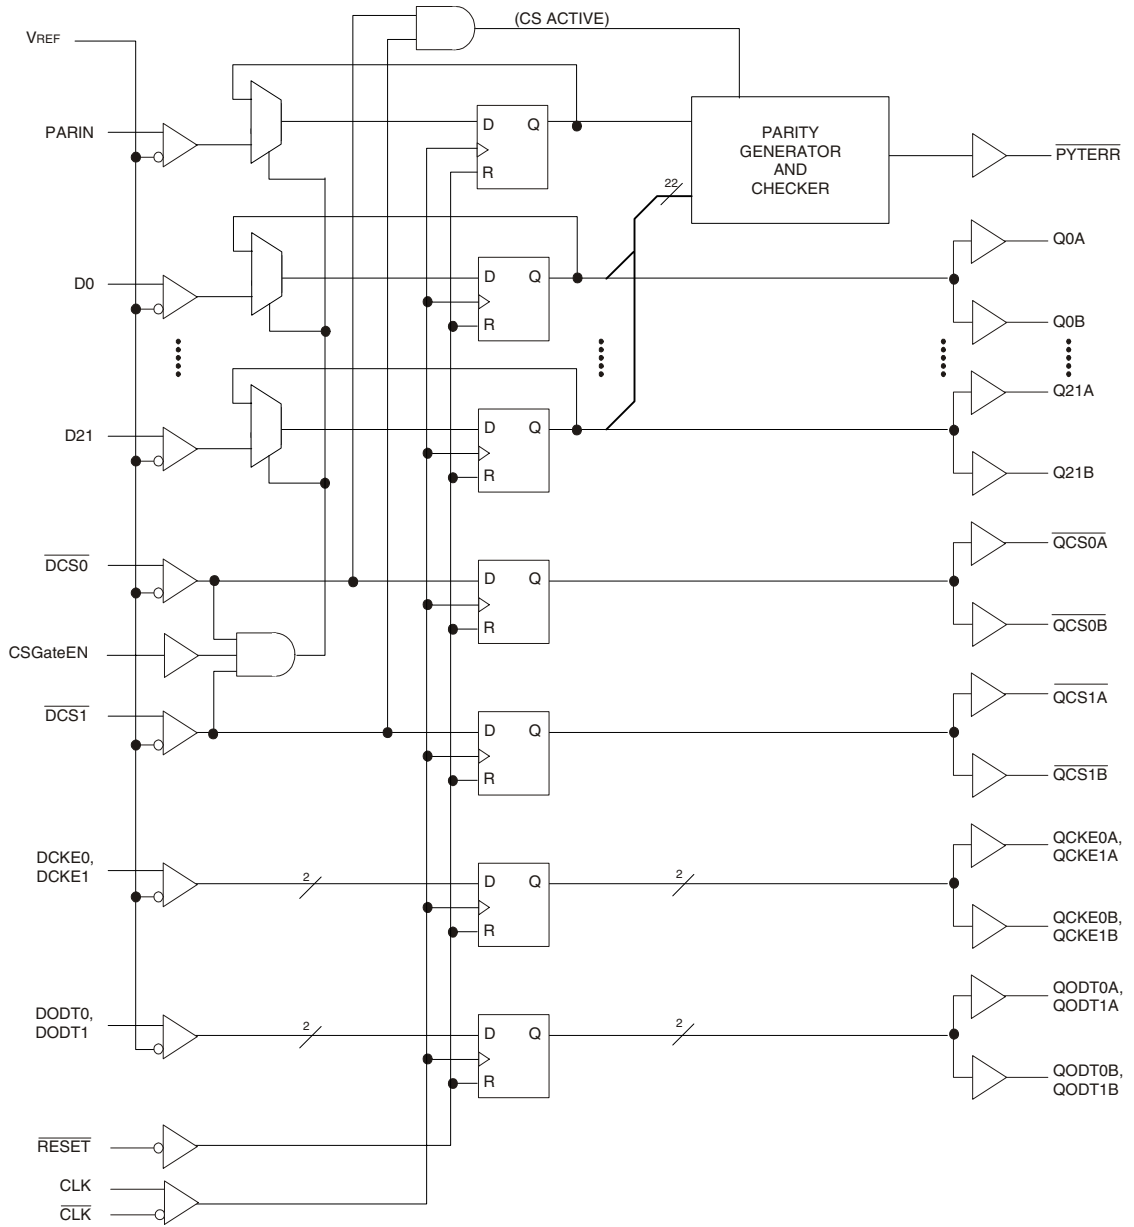 (CS ACTIVE)
VREF
PARIN
D Q
R
PARITY
GENERATOR
AND
CHECKER
22
PYTERR
D0
D Q
R
Q0A
Q0B
D21
D Q
R
Q21A
Q21B
DCS0
D Q
R
QCS0A
QCS0B
CSGateEN
DCS1
D Q
R
QCS1A
QCS1B
DCKE0,
DCKE1
2
D Q
R
2
QCKE0A,
QCKE1A
QCKE0B,
QCKE1B
DODT0,
DODT1
2
D Q
R
2
QODT0A,
QODT1A
QODT0B,
QODT1B
RESET
CLK
CLK